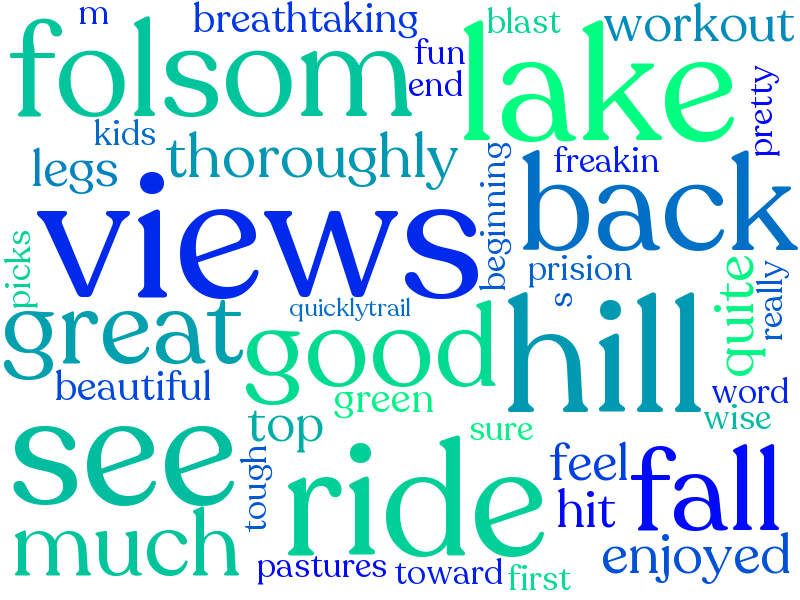 m
breathtaking
folsom
fun
end
lake
blast
workout
pretty
kids
legs
thoroughly
beginning
freakin
back
views
picks
prision
s
quite
really
great
quicklytrail
good
hill
beautiful
green
word
wise
see
top
sure
tough
ride
feel
fall
hit
much
pastures
toward
first
enjoyed